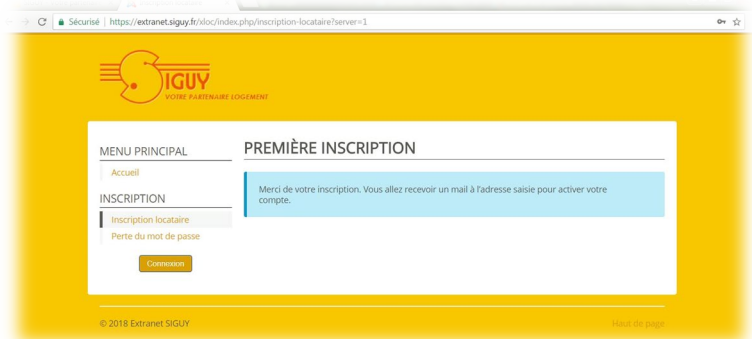 Sécurisé | https://extranet.siguy.fr/xloc/index.php/inscription-locataire?server=1
SIGUY
VOTRE PARTENAIRE LOGEMENT
MENU PRINCIPAL
Accueil
INSCRIPTION
Inscription locataire
Perte du mot de passe
Connexion
PREMIÈRE INSCRIPTION
Merci de votre inscription. Vous allez recevoir un mail à l'adresse saisie pour activer votre
compte.
© 2018 Extranet SIGUY
Haut de page